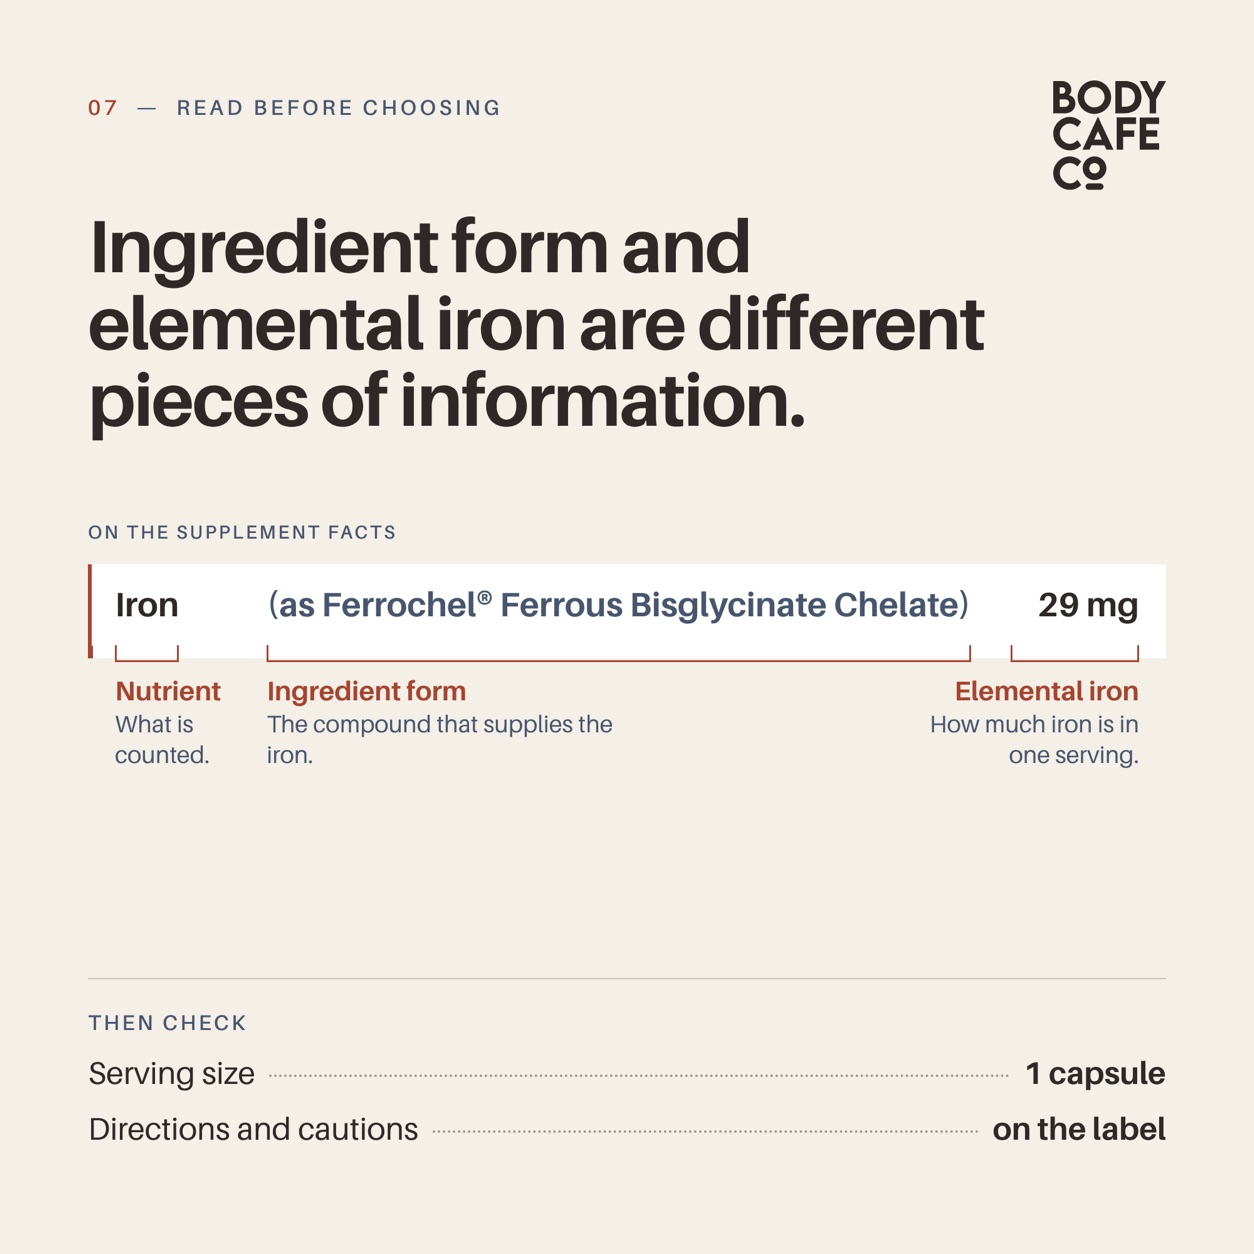 07 — READ BEFORE CHOOSING
BODY
CAFE
Cº
Ingredient form and
elemental iron are different
pieces of information.
ON THE SUPPLEMENT FACTS
Iron (as Ferrochel® Ferrous Bisglycinate Chelate) 29 mg
Nutrient
What is
counted.
Ingredient form
The compound that supplies the
iron.
Elemental iron
How much iron is in
one serving.
THEN CHECK
Serving size 1 capsule
Directions and cautions on the label